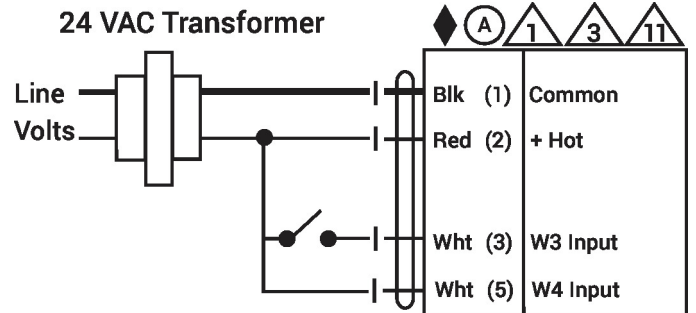 24 VAC Transformer
A 1 3 11
Line
Volts
Blk (1) Common
Red (2) + Hot
Wht (3) W3 Input
Wht (5) W4 Input